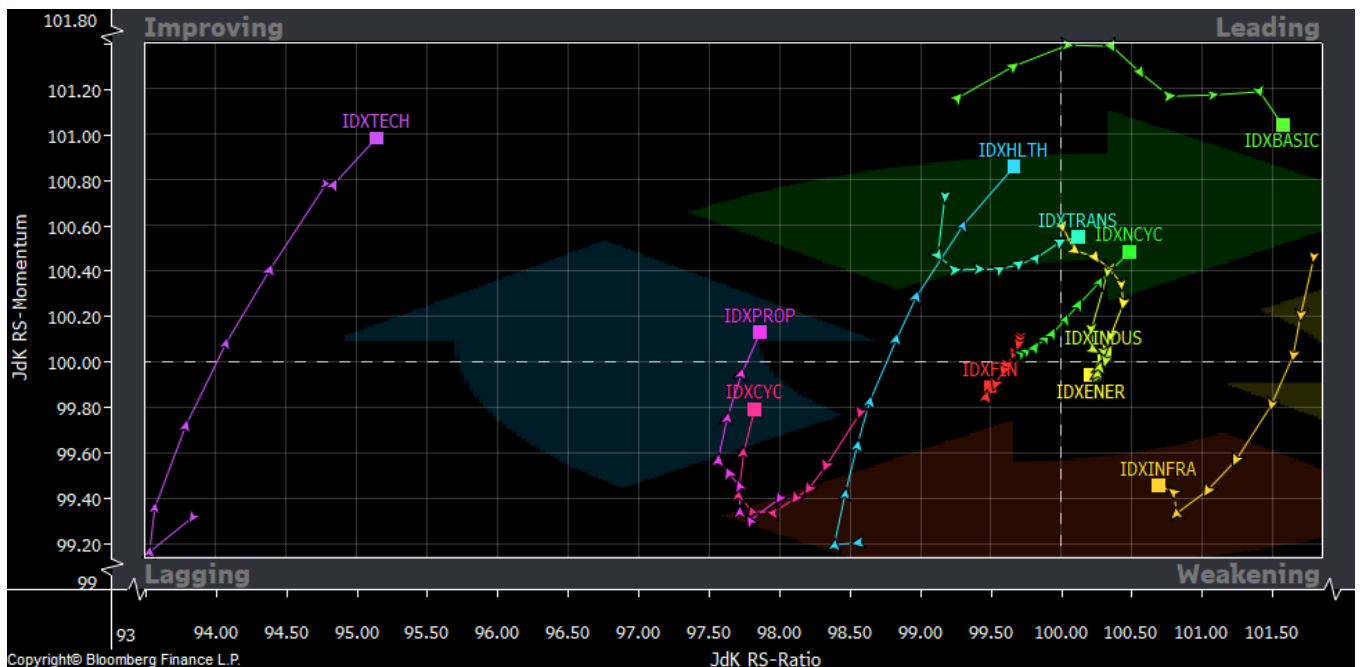 101.80
Improving
Leading
101.20
101.00
100.80
100.60
100.40
100.20
100.00
99.80
99.60
99.40
99.20
99
JdK RS-Momentum
IDXTECH
IDXBASIC
IDXHLTH
IDXTRANS
IDXNCYC
IDXPROP
IDXINDUS
IDXFIN
IDXCYC
IDXENER
IDXINFRA
Lagging
Weakening
93
94.00
94.50
95.00
95.50
96.00
96.50
97.00
97.50
98.00
98.50
99.00
99.50
100.00
100.50
101.00
101.50
Copyright© Bloomberg Finance L.P.
JdK RS-Ratio